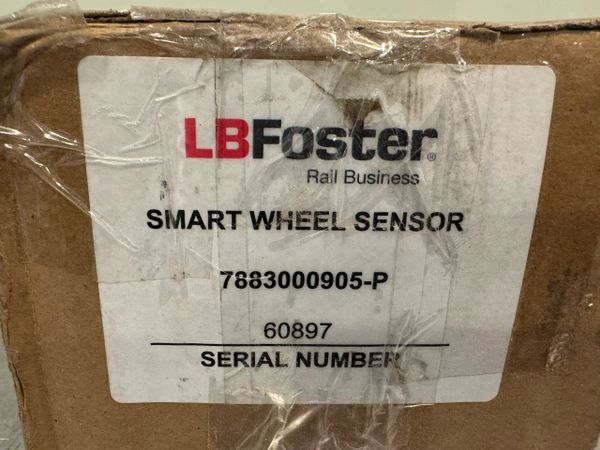 LBFoster®
Rail Business
SMART WHEEL SENSOR
7883000905-P
60897
SERIAL NUMBER